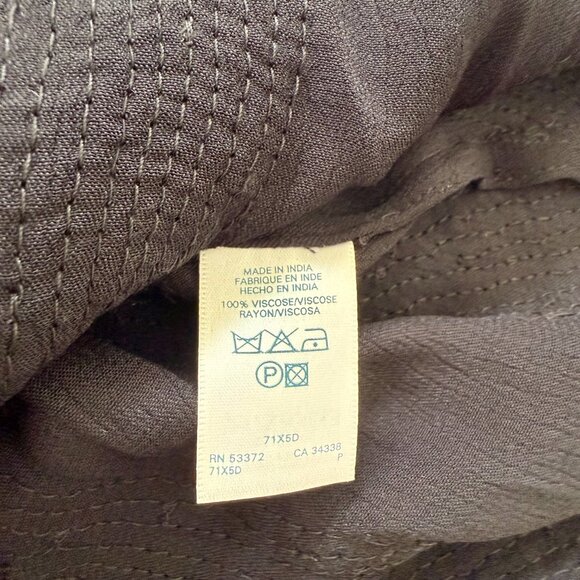 MADE IN INDIA
FABRIQUE EN INDE
HECHO EN INDIA
100% VISCOSE/VISCOSE
RAYON/VISCOSA
P
71X5D
RN 53372 CA 34338
71X5D P